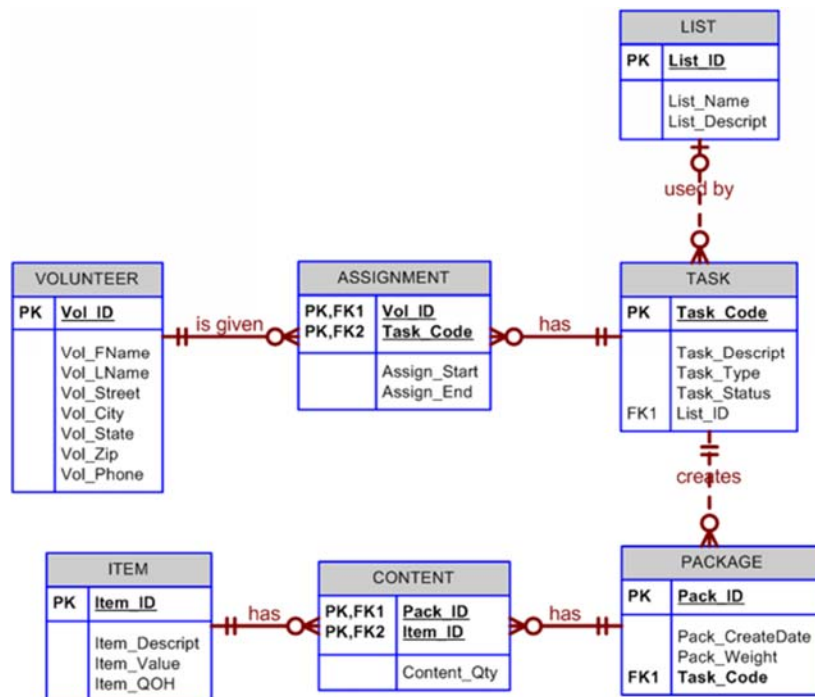 LIST
PK List_ID
List_Name
List_Descript
used by
VOLUNTEER
PK Vol_ID
Vol_FName
Vol_LName
Vol_Street
Vol_City
Vol_State
Vol_Zip
Vol_Phone
is given
ASSIGNMENT
PK,FK1 Vol_ID
PK,FK2 Task_Code
Assign_Start
Assign_End
has
TASK
PK Task_Code
Task_Descript
Task_Type
Task_Status
FK1 List_ID
creates
ITEM
PK Item_ID
Item_Descript
Item_Value
Item_QOH
has
CONTENT
PK,FK1 Pack_ID
PK,FK2 Item_ID
Content_Qty
has
PACKAGE
PK Pack_ID
Pack_CreateDate
Pack_Weight
FK1 Task_Code